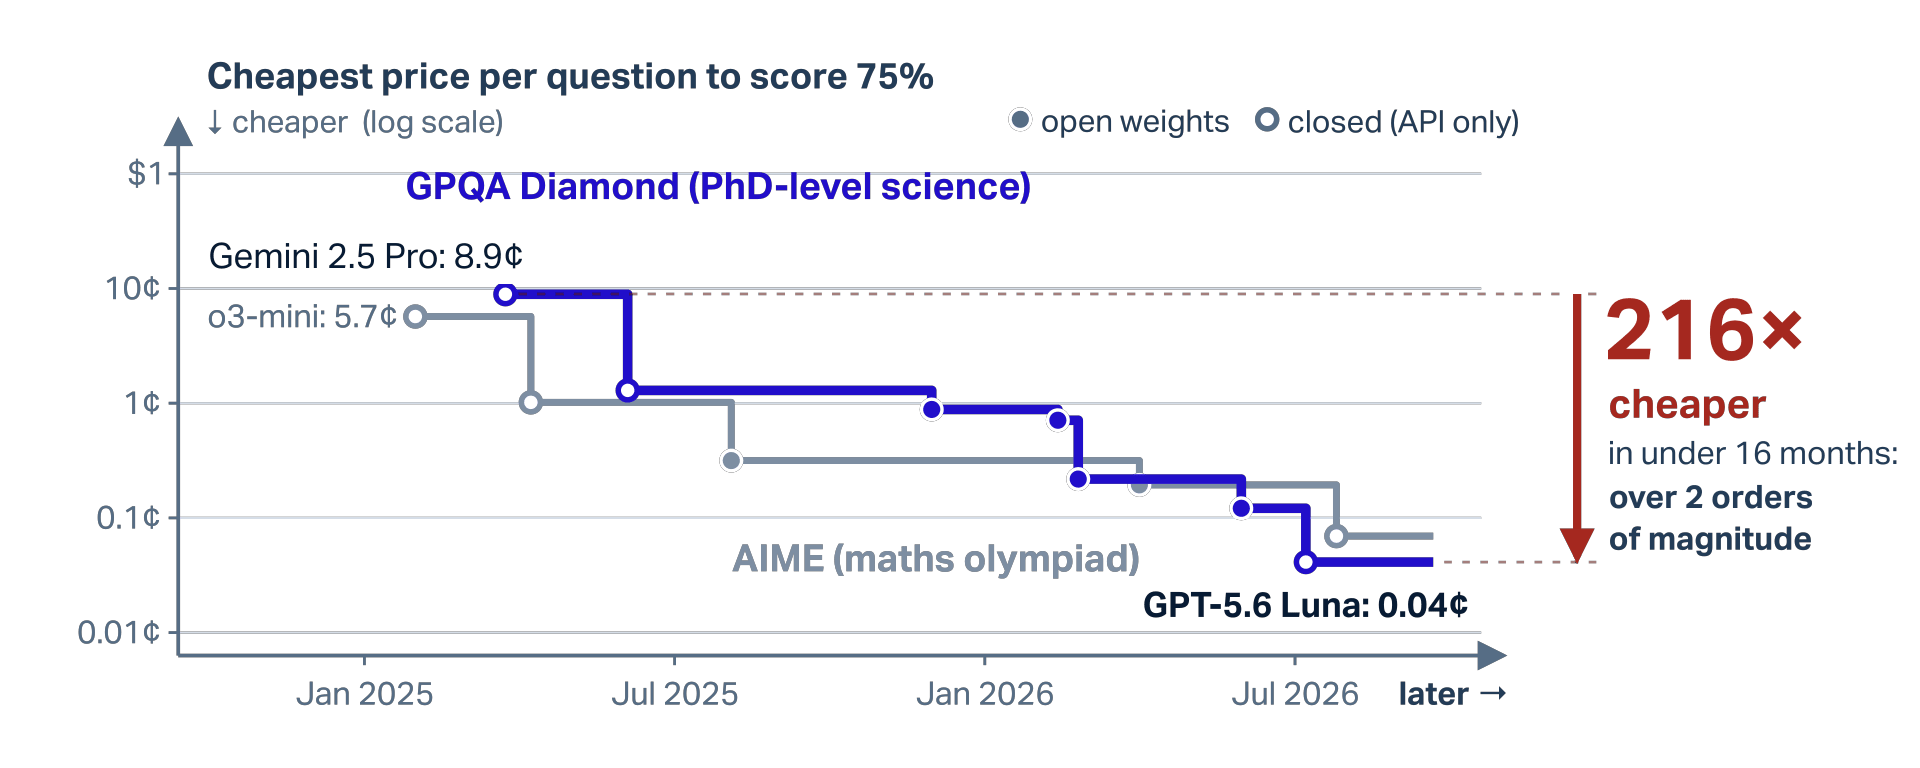 Cheapest price per question to score 75%
↓ cheaper (log scale)
open weights
closed (API only)
$1
GPQA Diamond (PhD-level science)
Gemini 2.5 Pro: 8.9¢
10¢
o3-mini: 5.7¢
216×
cheaper
in under 16 months:
over 2 orders
of magnitude
1¢
0.1¢
AIME (maths olympiad)
GPT-5.6 Luna: 0.04¢
0.01¢
Jan 2025
Jul 2025
Jan 2026
Jul 2026
later →